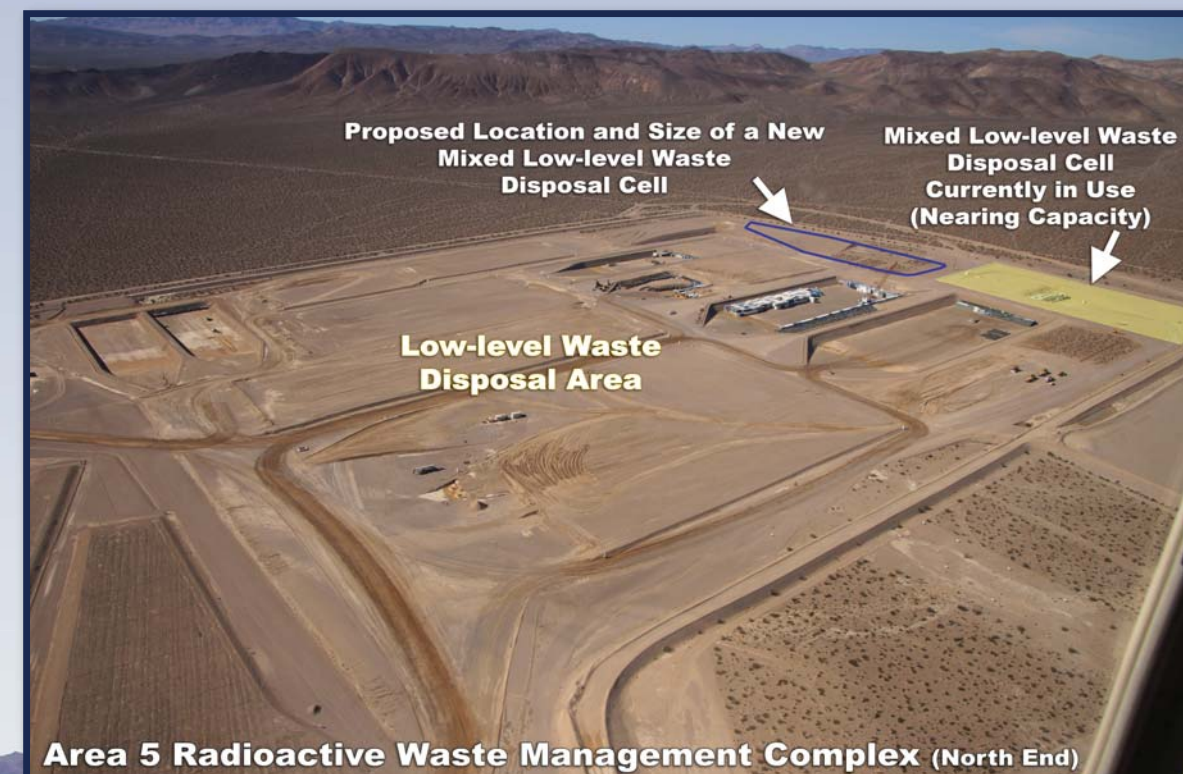 Proposed Location and Size of a New
Mixed Low-level Waste
Disposal Cell
Mixed Low-level Waste
Disposal Cell
Currently in Use
(Nearing Capacity)
Low-level Waste
Disposal Area
Area 5 Radioactive Waste Management Complex (North End)